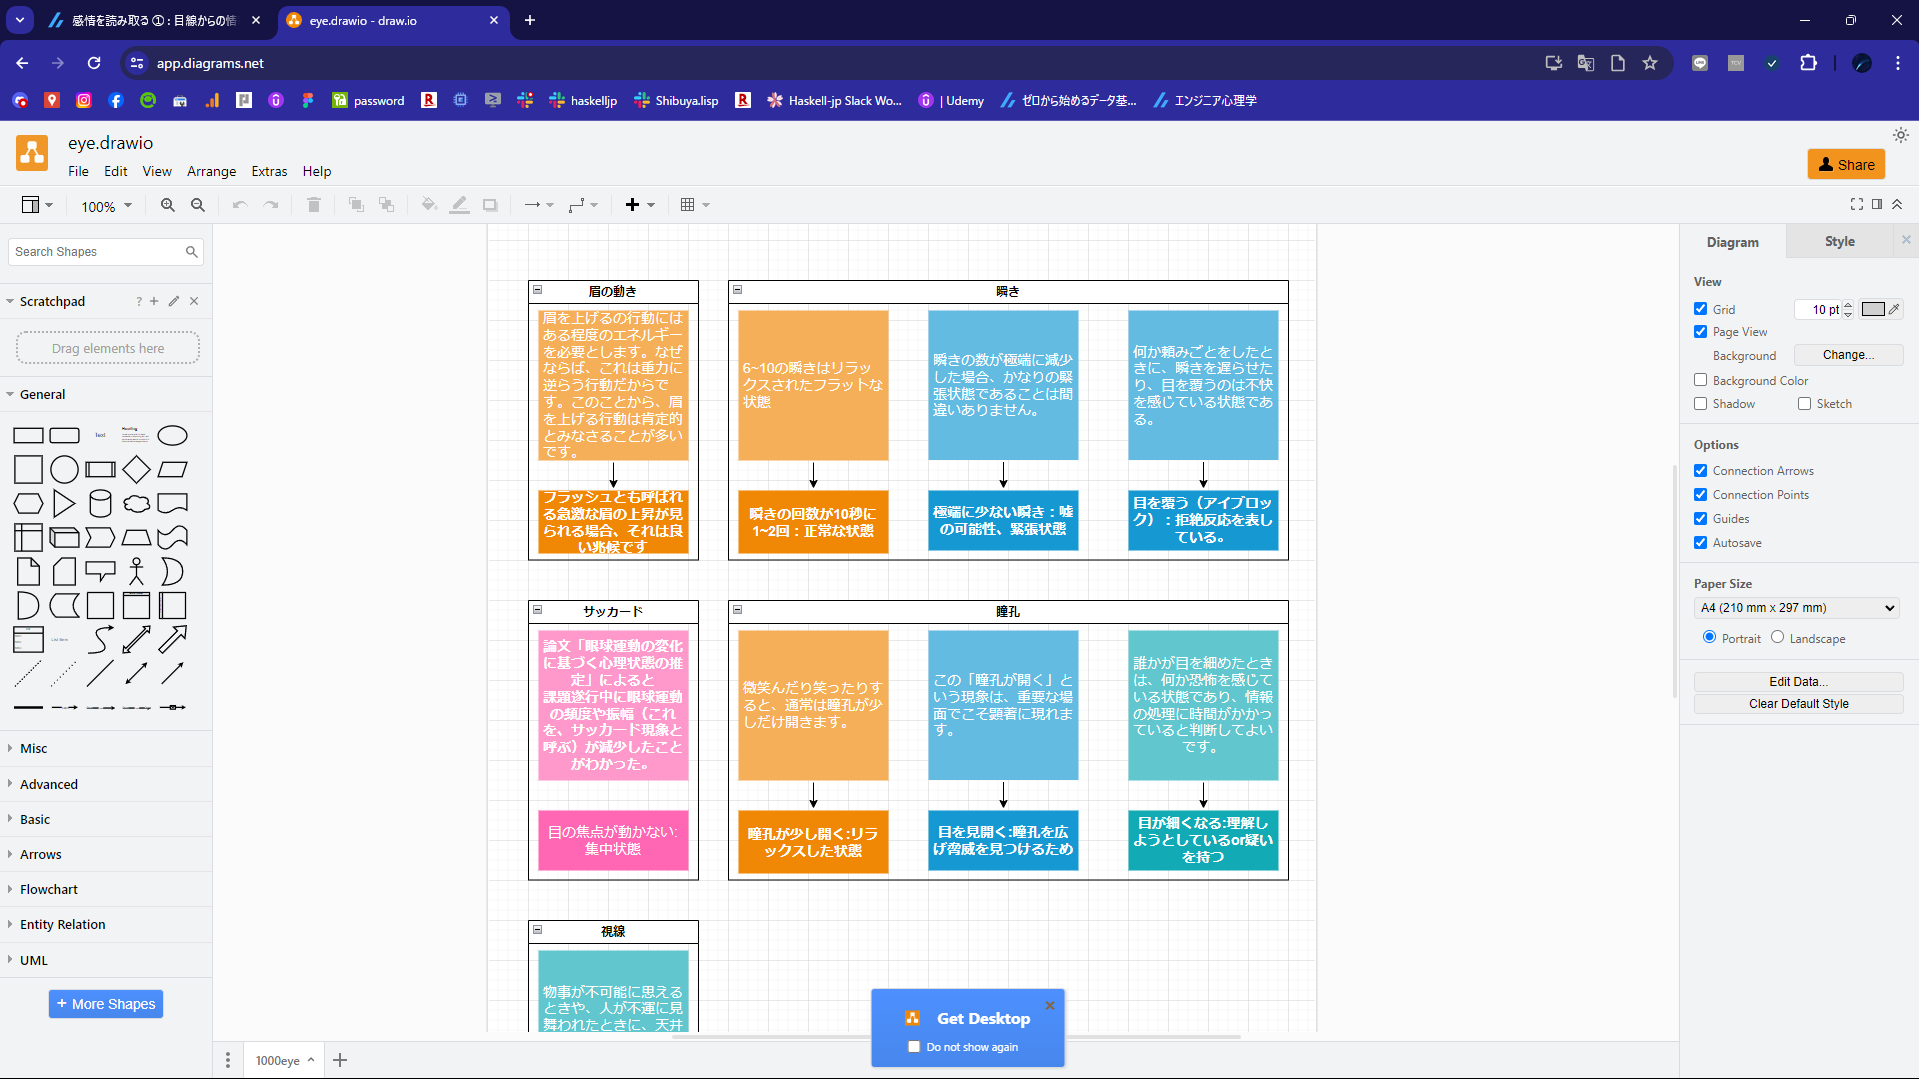 感情を読み取る ①：目線からの情
eye.drawio - draw.io
app.diagrams.net
password
haskelljp
Shibuya.lisp
Haskell-jp Slack Wo...
| Udemy
ゼロから始めるデータ基...
エンジニア心理学
eye.drawio
File
Edit
View
Arrange
Extras
Help
Share
100%
Search Shapes
Scratchpad
?
Drag elements here
General
Text
Heading
List Item
Misc
Advanced
Basic
Arrows
Flowchart
Entity Relation
UML
+ More Shapes
眉の動き
眉を上げるの行動には
ある程度のエネルギー
を必要とします。なぜ
ならば、これは重力に
逆らう行動だからで
す。このことから、眉
を上げる行動は肯定的
とみなさることが多い
です。
フラッシュとも呼ばれ
る急激な眉の上昇が見
られる場合、それは良
い兆候です
瞬き
6~10の瞬きはリラッ
クスされたフラットな
状態
瞬きの回数が10秒に
1~2回：正常な状態
瞬きの数が極端に減少
した場合、かなりの緊
張状態であることは間
違いありません。
極端に少ない瞬き：嘘
の可能性、緊張状態
何か頼みごとをしたと
きに、瞬きを遅らせた
り、目を覆うのは不快
を感じている状態であ
る。
目を覆う（アイブロッ
ク）：拒絶反応を表し
ている。
サッカード
論文「眼球運動の変化
に基づく心理状態の推
定」によると
課題遂行中に眼球運動
の頻度や振幅（これ
を、サッカード現象と
呼ぶ）が減少したこと
がわかった。
目の焦点が動かない:
集中状態
瞳孔
微笑んだり笑ったりす
ると、通常は瞳孔が少
しだけ開きます。
瞳孔が少し開く:リラ
ックスした状態
この「瞳孔が開く」と
いう現象は、重要な場
面でこそ顕著に現れま
す。
目を見開く:瞳孔を広
げ脅威を見つけるため
誰かが目を細めたとき
は、何か恐怖を感じて
いる状態であり、情報
の処理に時間がかかっ
ていると判断してよい
です。
目が細くなる:理解し
ようとしているor疑い
を持つ
視線
物事が不可能に思える
ときや、人が不運に見
舞われたときに、天井
Get Desktop
Do not show again
1000eye
Diagram
Style
View
Grid
10 pt
Page View
Background
Change...
Background Color
Shadow
Sketch
Options
Connection Arrows
Connection Points
Guides
Autosave
Paper Size
A4 (210 mm x 297 mm)
Portrait
Landscape
Edit Data...
Clear Default Style